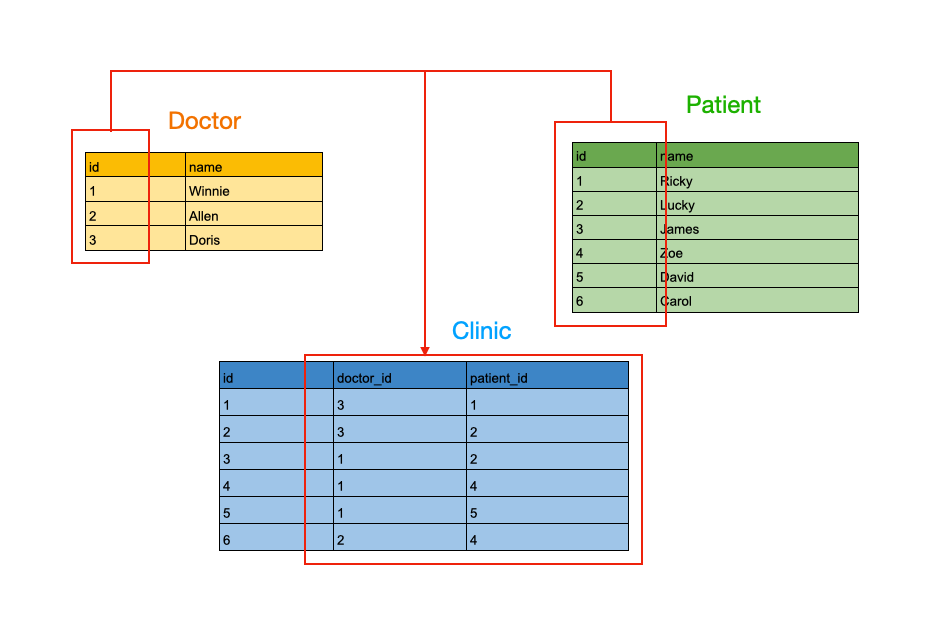 Doctor
id name
1 Winnie
2 Allen
3 Doris
Patient
id name
1 Ricky
2 Lucky
3 James
4 Zoe
5 David
6 Carol
Clinic
id doctor_id patient_id
1 3 1
2 3 2
3 1 2
4 1 4
5 1 5
6 2 4